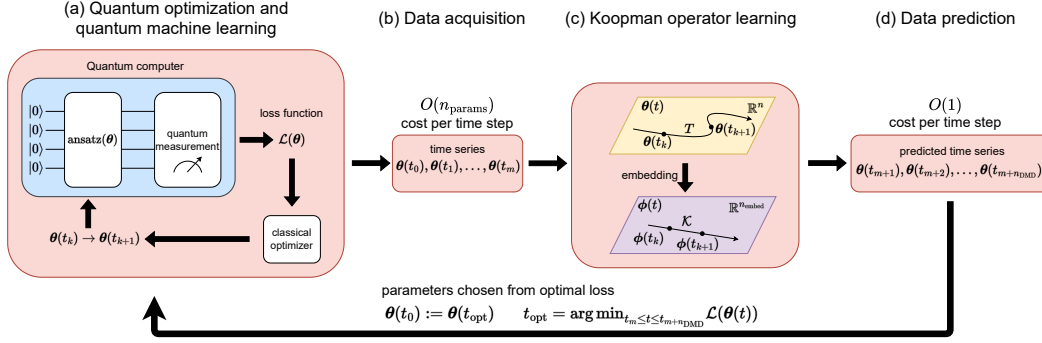 (a) Quantum optimization and
quantum machine learning
Quantum computer
|0⟩
|0⟩
|0⟩
|0⟩
ansatz(θ)
quantum
measurement
loss function
ℒ(θ)
classical
optimizer
θ(t_k) → θ(t_{k+1})
(b) Data acquisition
O(n_params)
cost per time step
time series
θ(t_0), θ(t_1), …, θ(t_m)
(c) Koopman operator learning
θ(t)
ℝ^n
T
θ(t_k)
θ(t_{k+1})
embedding
ϕ(t)
ℝ^{n_embed}
𝒦
ϕ(t_k)
ϕ(t_{k+1})
(d) Data prediction
O(1)
cost per time step
predicted time series
θ(t_{m+1}), θ(t_{m+2}), …, θ(t_{m+n_DMD})
parameters chosen from optimal loss
θ(t_0) := θ(t_opt) t_opt = arg min_{t_m≤t≤t_{m+n_DMD}} ℒ(θ(t))